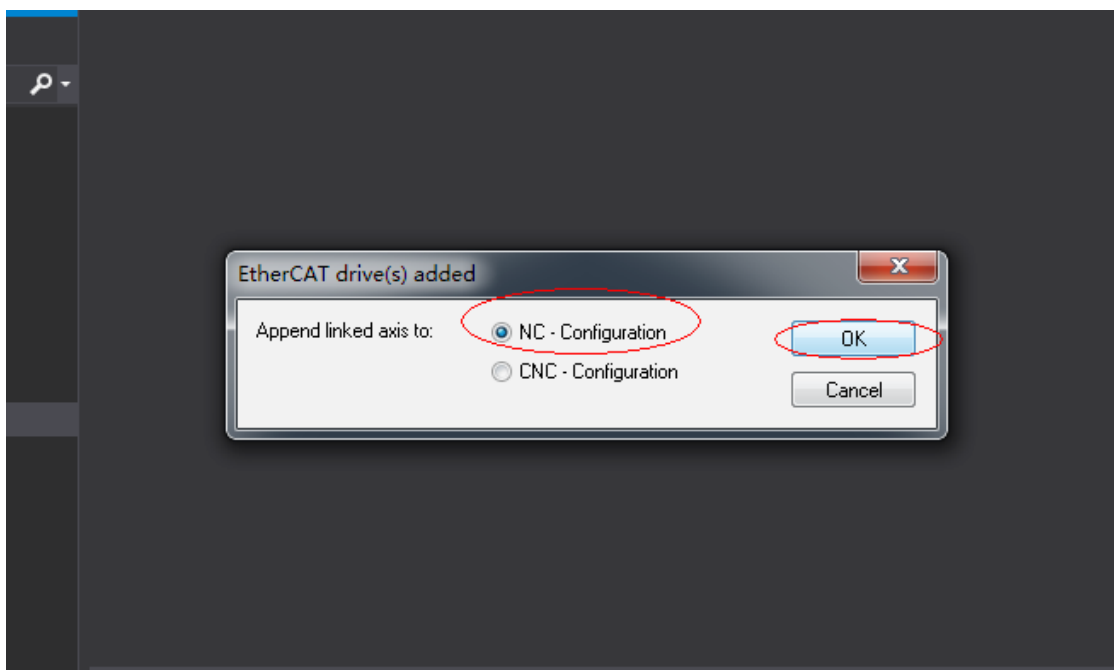 EtherCAT drive(s) added
Append linked axis to:
NC - Configuration
OK
CNC - Configuration
Cancel